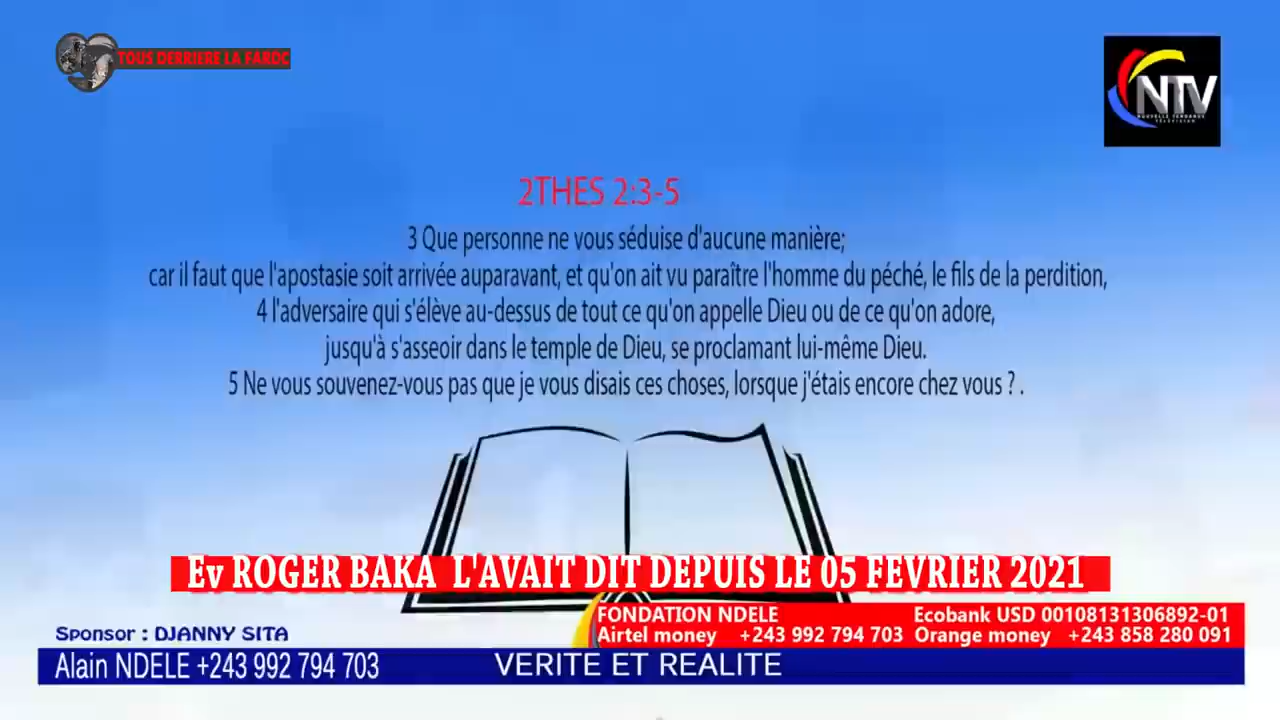 TOUS DERRIERE LA FARDC
NTV
NOUVELLE TENDANCE
TÉLÉVISION
2THES 2:3-5
3 Que personne ne vous séduise d'aucune manière;
car il faut que l'apostasie soit arrivée auparavant, et qu'on ait vu paraître l'homme du péché, le fils de la perdition,
4 l'adversaire qui s'élève au-dessus de tout ce qu'on appelle Dieu ou de ce qu'on adore,
jusqu'à s'asseoir dans le temple de Dieu, se proclamant lui-même Dieu.
5 Ne vous souvenez-vous pas que je vous disais ces choses, lorsque j'étais encore chez vous ? .
Ev ROGER BAKA L'AVAIT DIT DEPUIS LE 05 FEVRIER 2021
FONDATION NDELE Ecobank USD 00108131306892-01
Airtel money +243 992 794 703 Orange money +243 858 280 091
Sponsor : DJANNY SITA
Alain NDELE +243 992 794 703 VERITE ET REALITE